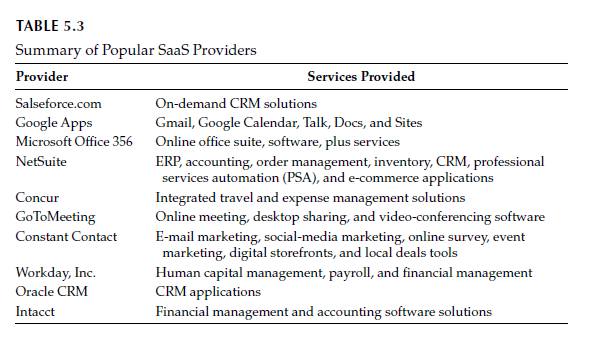 TABLE 5.3
Summary of Popular SaaS Providers
Provider Services Provided
Salseforce.com On-demand CRM solutions
Google Apps Gmail, Google Calendar, Talk, Docs, and Sites
Microsoft Office 356 Online office suite, software, plus services
NetSuite ERP, accounting, order management, inventory, CRM, professional
services automation (PSA), and e-commerce applications
Concur Integrated travel and expense management solutions
GoToMeeting Online meeting, desktop sharing, and video-conferencing software
Constant Contact E-mail marketing, social-media marketing, online survey, event
marketing, digital storefronts, and local deals tools
Workday, Inc. Human capital management, payroll, and financial management
Oracle CRM CRM applications
Intacct Financial management and accounting software solutions